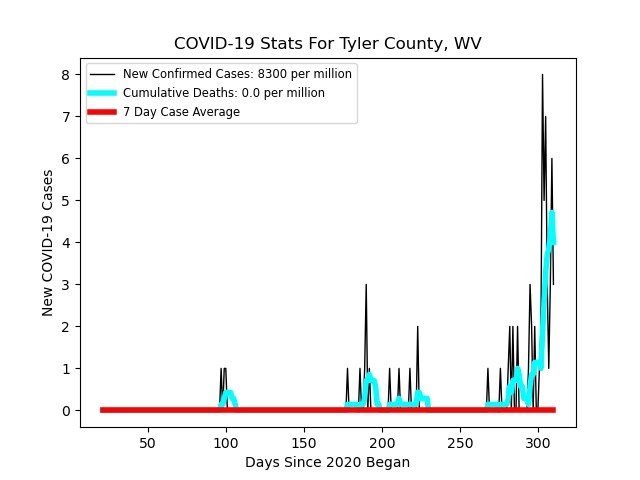 COVID-19 Stats For Tyler County, WV
New Confirmed Cases: 8300 per million
Cumulative Deaths: 0.0 per million
7 Day Case Average
8
7
6
5
4
3
2
1
0
New COVID-19 Cases
50 100 150 200 250 300
Days Since 2020 Began